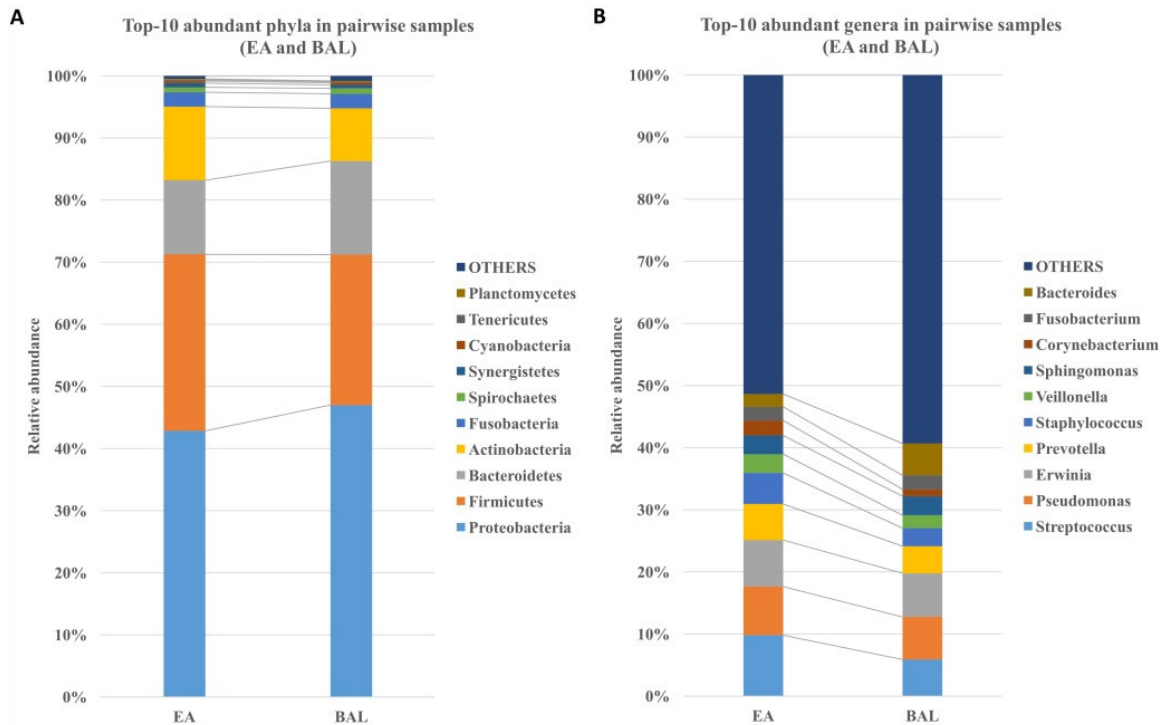 A
Top-10 abundant phyla in pairwise samples
(EA and BAL)
Relative abundance
100%
90%
80%
70%
60%
50%
40%
30%
20%
10%
0%
EA
BAL
OTHERS
Planctomycetes
Tenericutes
Cyanobacteria
Synergistetes
Spirochaetes
Fusobacteria
Actinobacteria
Bacteroidetes
Firmicutes
Proteobacteria
B
Top-10 abundant genera in pairwise samples
(EA and BAL)
Relative abundance
100%
90%
80%
70%
60%
50%
40%
30%
20%
10%
0%
EA
BAL
OTHERS
Bacteroides
Fusobacterium
Corynebacterium
Sphingomonas
Veillonella
Staphylococcus
Prevotella
Erwinia
Pseudomonas
Streptococcus